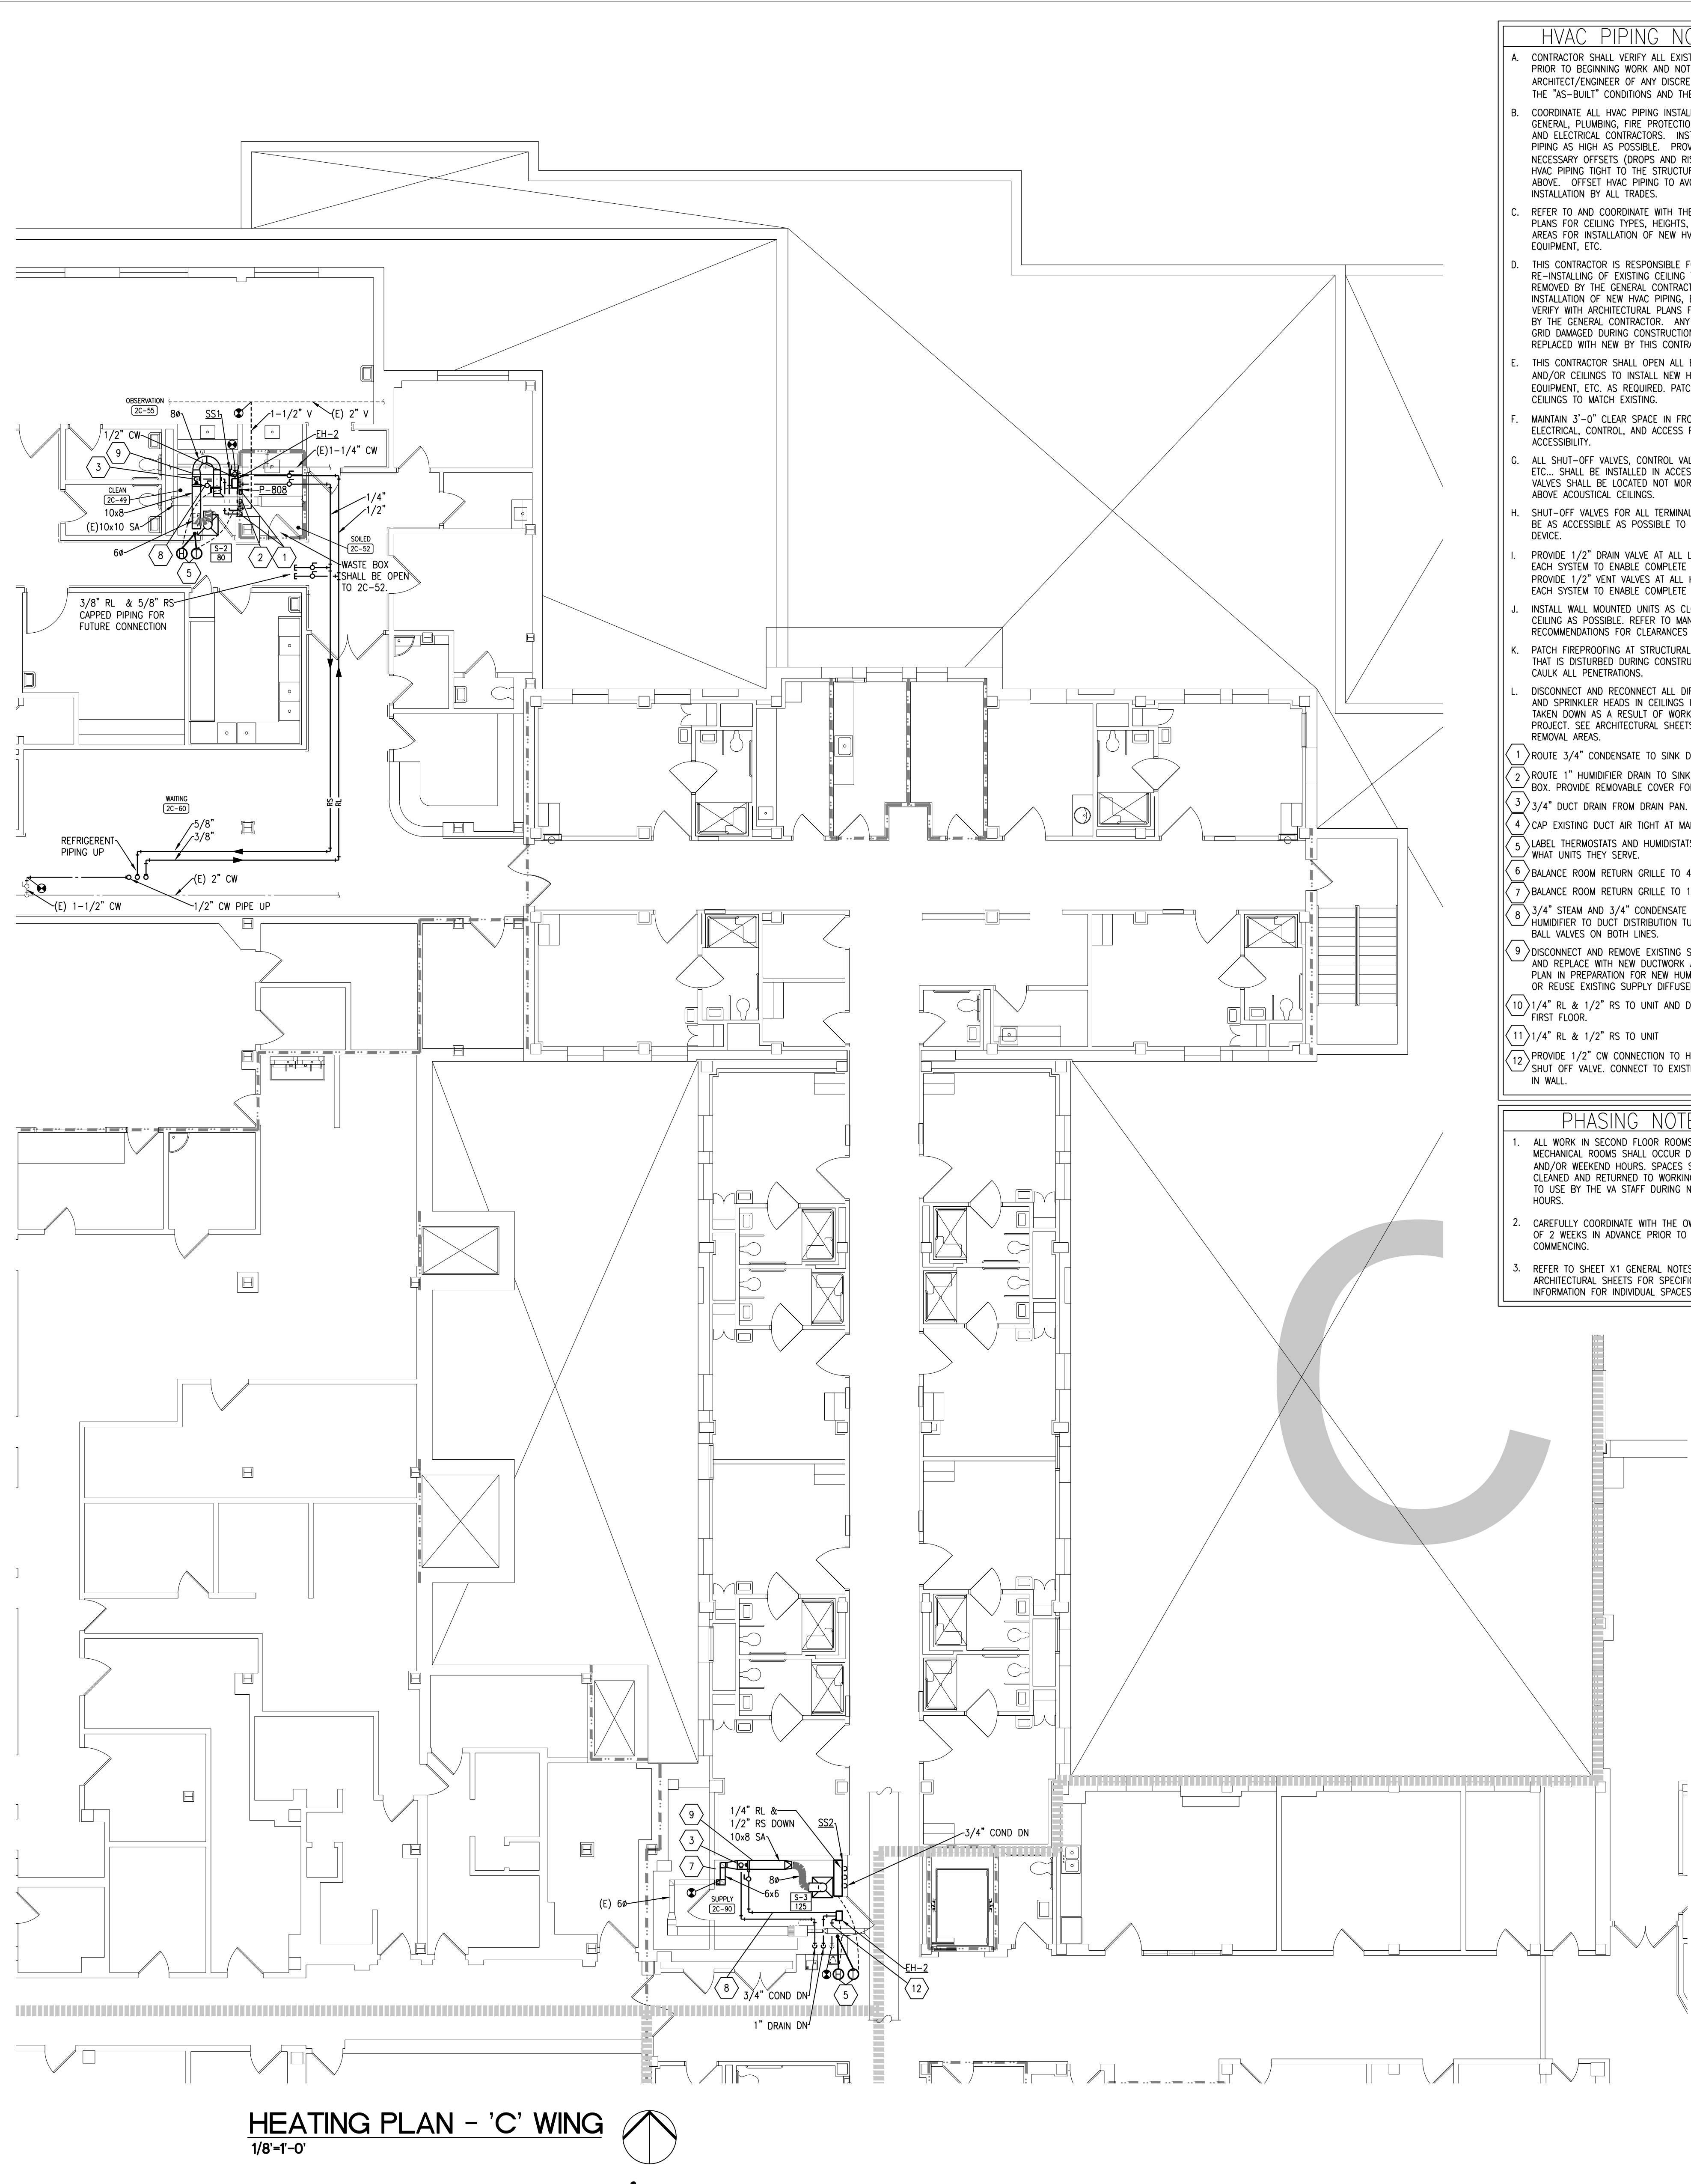 OBSERVATION
2C-55
8ø
SS1
1-1/2" V
(E) 2" V
1/2" CW
EH-2
(E)1-1/4" CW
9
3
CLEAN
2C-49
P-808
10x8
(E)10x10 SA
1/4"
1/2"
6ø
8
H
S-2
80
2
1
SOILED
2C-52
5
WASTE BOX
SHALL BE OPEN
TO 2C-52.
3/8" RL & 5/8" RS
CAPPED PIPING FOR
FUTURE CONNECTION
WAITING
2C-60
RS
RL
REFRIGERENT
PIPING UP
5/8"
3/8"
(E) 2" CW
(E) 1-1/2" CW
1/2" CW PIPE UP
C
9
1/4" RL &
1/2" RS DOWN
10x8 SA
SS2
3/4" COND DN
3
7
8ø
6x6
(E) 6ø
SUPPLY
2C-90
S-3
125
H
EH-2
8
3/4" COND DN
5
12
1" DRAIN DN
HEATING PLAN - 'C' WING
1/8'=1'-0'
HVAC PIPING NO
A. CONTRACTOR SHALL VERIFY ALL EXIST
PRIOR TO BEGINNING WORK AND NOT
ARCHITECT/ENGINEER OF ANY DISCRE
THE "AS-BUILT" CONDITIONS AND THE
B. COORDINATE ALL HVAC PIPING INSTAL
GENERAL, PLUMBING, FIRE PROTECTIO
AND ELECTRICAL CONTRACTORS. INST
PIPING AS HIGH AS POSSIBLE. PROV
NECESSARY OFFSETS (DROPS AND RIS
HVAC PIPING TIGHT TO THE STRUCTUR
ABOVE. OFFSET HVAC PIPING TO AVO
INSTALLATION BY ALL TRADES.
C. REFER TO AND COORDINATE WITH THE
PLANS FOR CEILING TYPES, HEIGHTS,
AREAS FOR INSTALLATION OF NEW HV
EQUIPMENT, ETC.
D. THIS CONTRACTOR IS RESPONSIBLE F
RE-INSTALLING OF EXISTING CEILING
REMOVED BY THE GENERAL CONTRACT
INSTALLATION OF NEW HVAC PIPING, E
VERIFY WITH ARCHITECTURAL PLANS F
BY THE GENERAL CONTRACTOR. ANY
GRID DAMAGED DURING CONSTRUCTION
REPLACED WITH NEW BY THIS CONTRA
E. THIS CONTRACTOR SHALL OPEN ALL E
AND/OR CEILINGS TO INSTALL NEW H
EQUIPMENT, ETC. AS REQUIRED. PATC
CEILINGS TO MATCH EXISTING.
F. MAINTAIN 3'-0" CLEAR SPACE IN FRO
ELECTRICAL, CONTROL, AND ACCESS P
ACCESSIBILITY.
G. ALL SHUT-OFF VALVES, CONTROL VAL
ETC... SHALL BE INSTALLED IN ACCES
VALVES SHALL BE LOCATED NOT MOR
ABOVE ACOUSTICAL CEILINGS.
H. SHUT-OFF VALVES FOR ALL TERMINAL
BE AS ACCESSIBLE AS POSSIBLE TO
DEVICE.
I. PROVIDE 1/2" DRAIN VALVE AT ALL L
EACH SYSTEM TO ENABLE COMPLETE
PROVIDE 1/2" VENT VALVES AT ALL H
EACH SYSTEM TO ENABLE COMPLETE
J. INSTALL WALL MOUNTED UNITS AS CL
CEILING AS POSSIBLE. REFER TO MAN
RECOMMENDATIONS FOR CLEARANCES
K. PATCH FIREPROOFING AT STRUCTURAL
THAT IS DISTURBED DURING CONSTRU
CAULK ALL PENETRATIONS.
L. DISCONNECT AND RECONNECT ALL DIF
AND SPRINKLER HEADS IN CEILINGS I
TAKEN DOWN AS A RESULT OF WORK
PROJECT. SEE ARCHITECTURAL SHEETS
REMOVAL AREAS.
1 ROUTE 3/4" CONDENSATE TO SINK D
2 ROUTE 1" HUMIDIFIER DRAIN TO SINK
BOX. PROVIDE REMOVABLE COVER FO
3 3/4" DUCT DRAIN FROM DRAIN PAN.
4 CAP EXISTING DUCT AIR TIGHT AT MA
5 LABEL THERMOSTATS AND HUMIDISTATS
WHAT UNITS THEY SERVE.
6 BALANCE ROOM RETURN GRILLE TO 4
7 BALANCE ROOM RETURN GRILLE TO 1
8 3/4" STEAM AND 3/4" CONDENSATE
HUMIDIFIER TO DUCT DISTRIBUTION TU
BALL VALVES ON BOTH LINES.
9 DISCONNECT AND REMOVE EXISTING S
AND REPLACE WITH NEW DUCTWORK A
PLAN IN PREPARATION FOR NEW HUM
OR REUSE EXISTING SUPPLY DIFFUSE
10 1/4" RL & 1/2" RS TO UNIT AND D
FIRST FLOOR.
11 1/4" RL & 1/2" RS TO UNIT
12 PROVIDE 1/2" CW CONNECTION TO H
SHUT OFF VALVE. CONNECT TO EXIST
IN WALL.
PHASING NOTE
1. ALL WORK IN SECOND FLOOR ROOMS
MECHANICAL ROOMS SHALL OCCUR D
AND/OR WEEKEND HOURS. SPACES S
CLEANED AND RETURNED TO WORKING
TO USE BY THE VA STAFF DURING N
HOURS.
2. CAREFULLY COORDINATE WITH THE OW
OF 2 WEEKS IN ADVANCE PRIOR TO
COMMENCING.
3. REFER TO SHEET X1 GENERAL NOTES
ARCHITECTURAL SHEETS FOR SPECIFI
INFORMATION FOR INDIVIDUAL SPACES